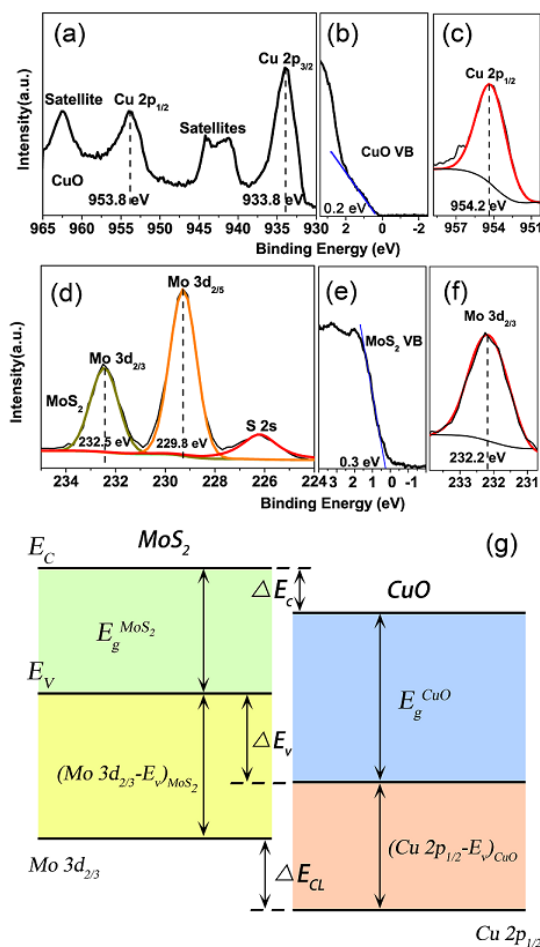 (a)
Cu 2p3/2
Satellite
Cu 2p1/2
Satellites
CuO
953.8 eV
933.8 eV
Intensity(a.u.)
965 960 955 950 945 940 935 930
Binding Energy (eV)
(b)
CuO VB
0.2 eV
2 0 -2
(c)
Cu 2p1/2
954.2 eV
957 954 951
(d)
Mo 3d2/5
Mo 3d2/3
MoS2
S 2s
232.5 eV
229.8 eV
Intensity(a.u.)
234 232 230 228 226 224
Binding Energy (eV)
(e)
MoS2 VB
0.3 eV
3 2 1 0 -1
(f)
Mo 3d2/3
232.2 eV
233 232 231 230
(g)
MoS2
EC
△Ec
CuO
Eg MoS2
EV
Eg CuO
△Ev
(Mo 3d2/3-Ev)MoS2
(Cu 2p1/2-Ev)CuO
Mo 3d2/3
△ECL
Cu 2p1/2